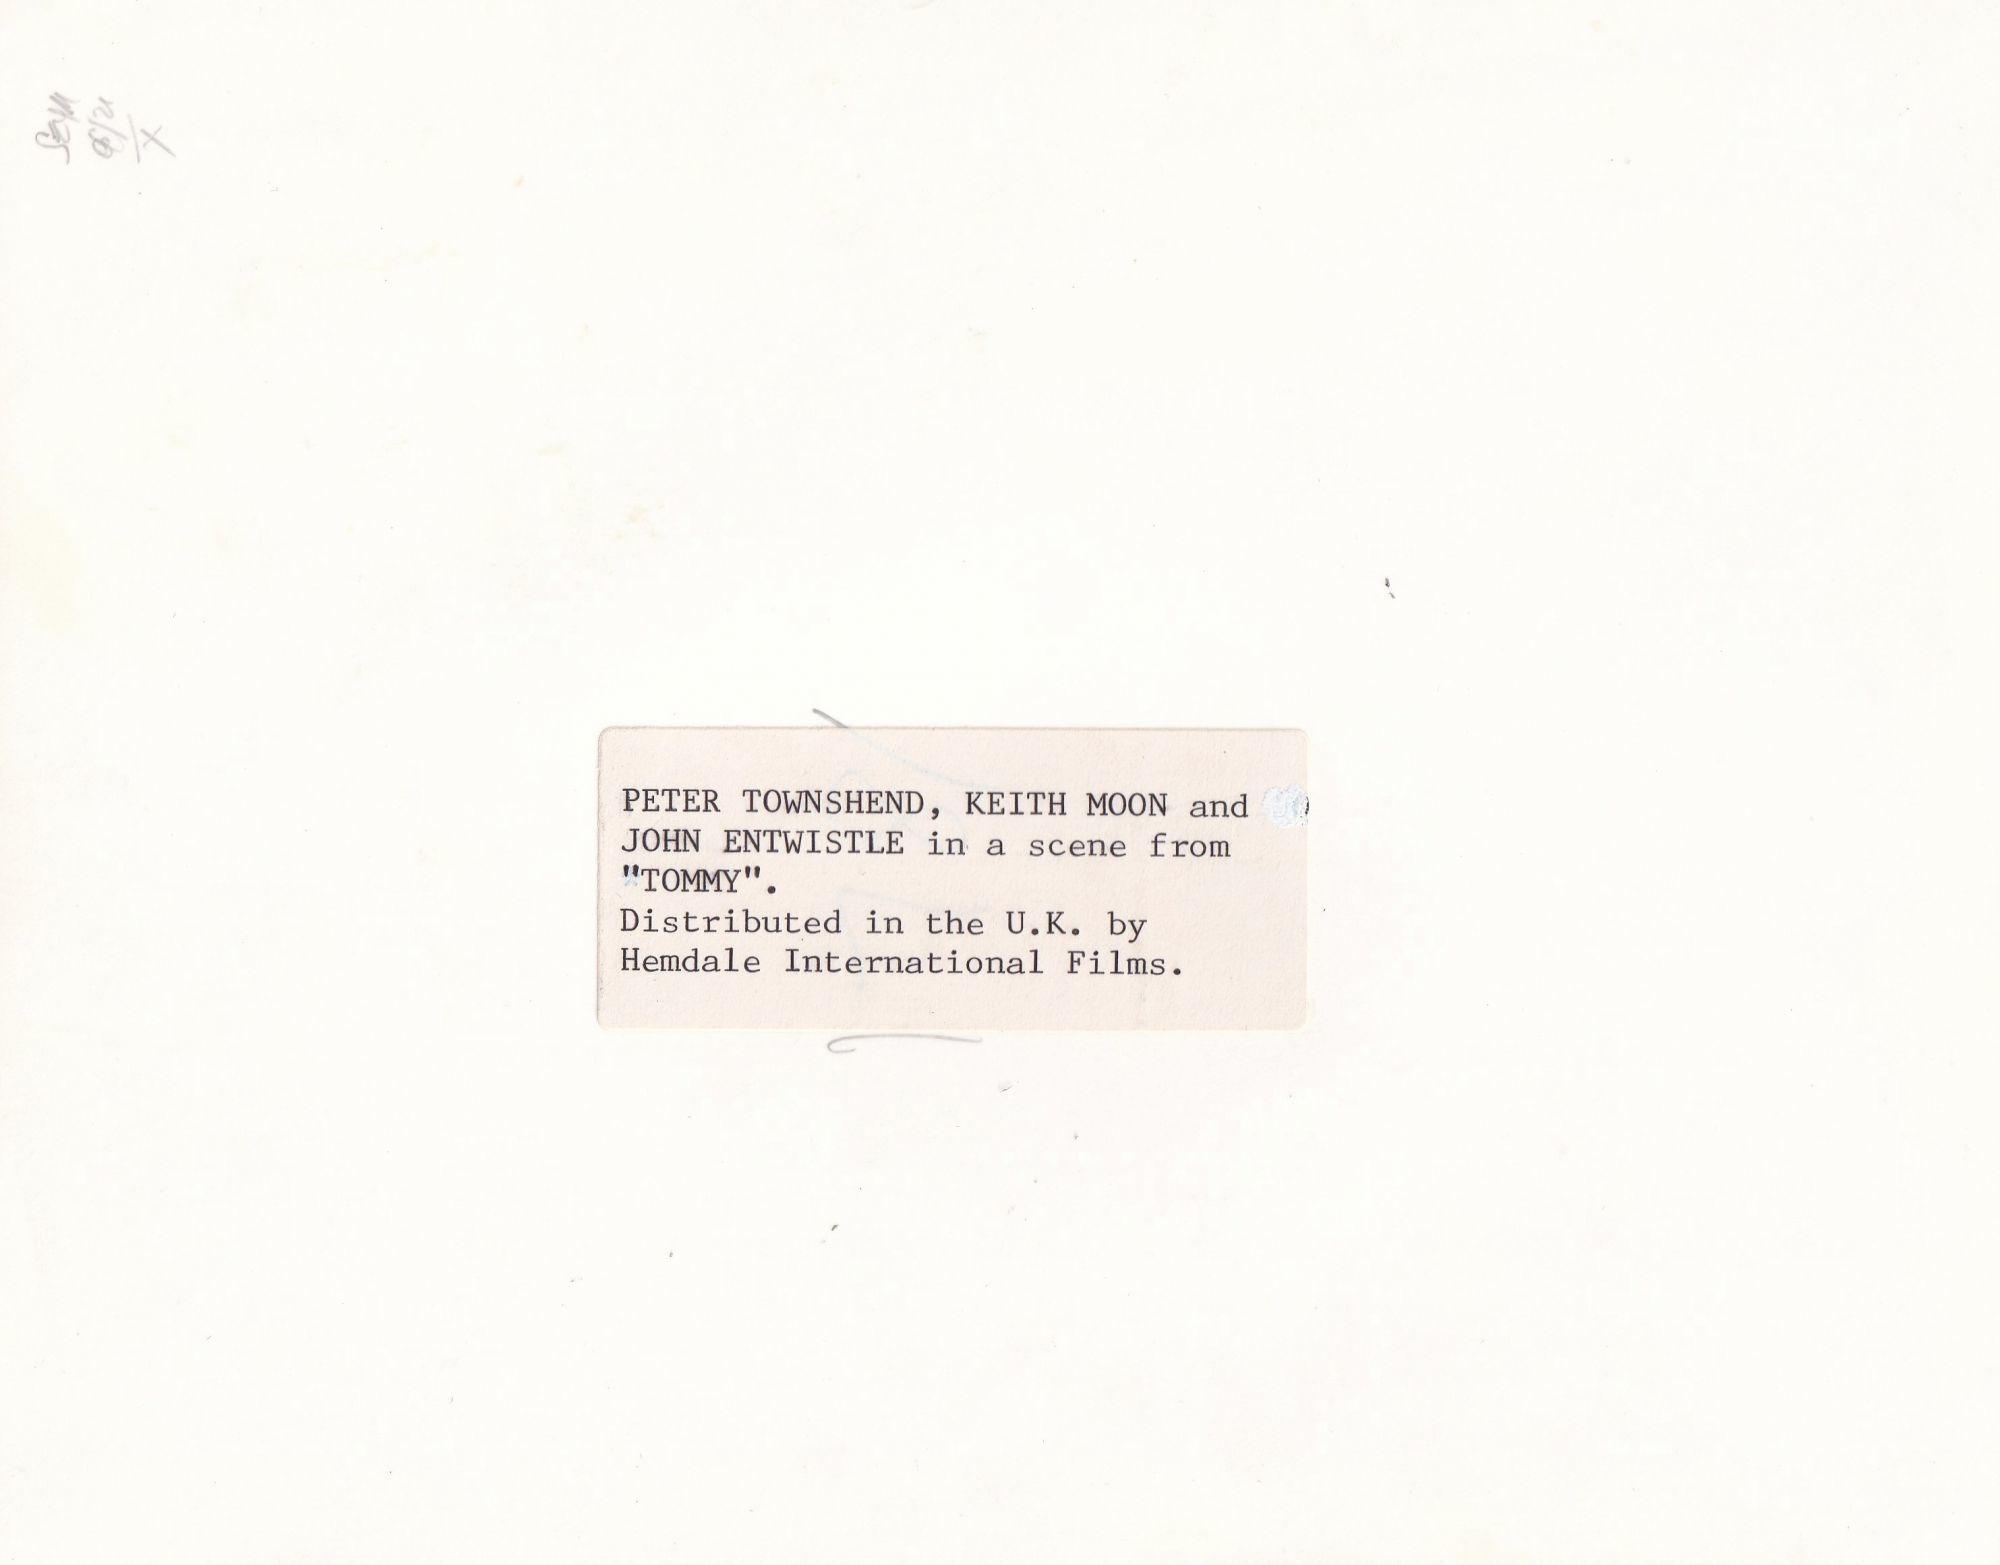 PETER TOWNSHEND, KEITH MOON and
JOHN ENTWISTLE in a scene from
"TOMMY".
Distributed in the U.K. by
Hemdale International Films.